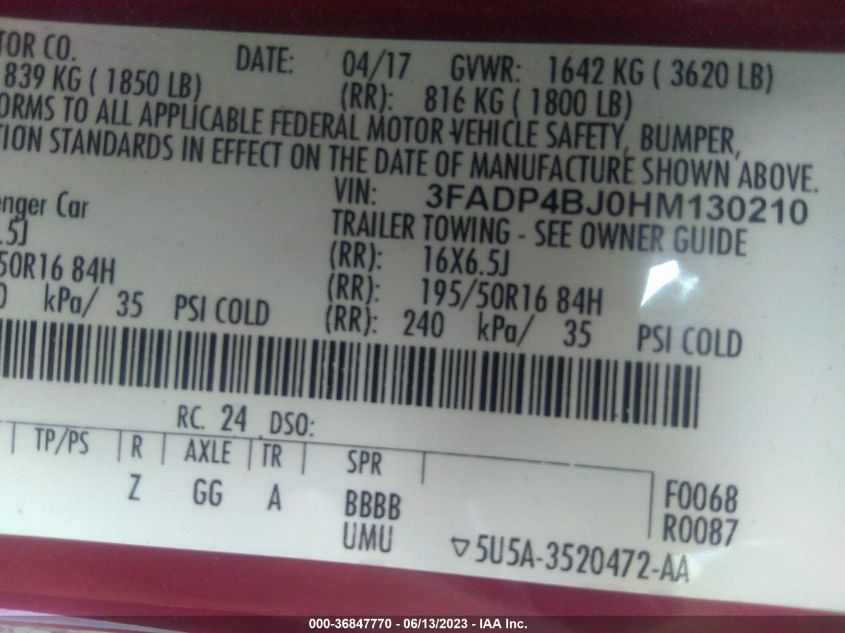 TOR CO.
DATE: 04/17 GVWR: 1642 KG ( 3620 LB)
839 KG ( 1850 LB) (RR): 816 KG ( 1800 LB)
ORMS TO ALL APPLICABLE FEDERAL MOTOR VEHICLE SAFETY, BUMPER,
TION STANDARDS IN EFFECT ON THE DATE OF MANUFACTURE SHOWN ABOVE.
VIN: 3FADP4BJ0HM130210
enger Car TRAILER TOWING - SEE OWNER GUIDE
.5J (RR): 16X6.5J
50R16 84H (RR): 195/50R16 84H
0 kPa/ 35 PSI COLD (RR): 240 kPa/ 35 PSI COLD
RC: 24 DSO:
TP/PS R AXLE TR SPR
Z GG A BBBB F0068
UMU R0087
5U5A-3520472-AA
000-36847770 - 06/13/2023 - IAA Inc.